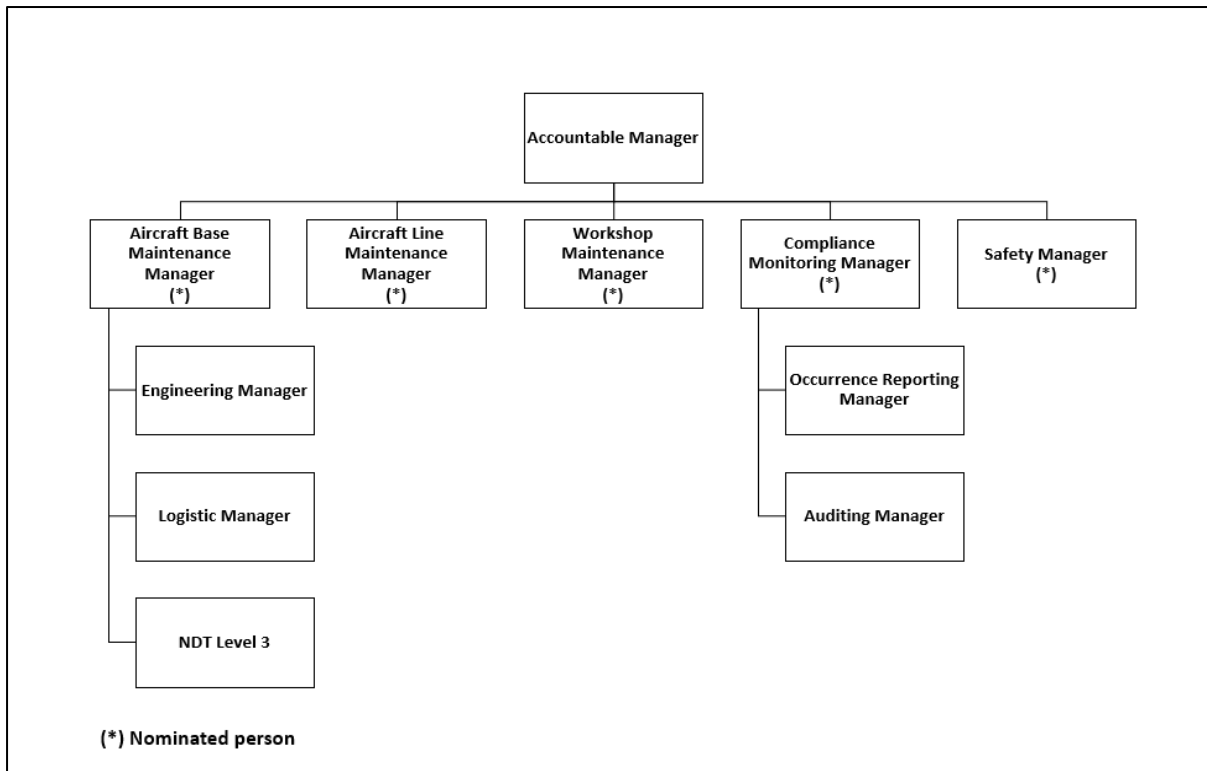 Accountable Manager
Aircraft Base
Maintenance
Manager
(*)
Aircraft Line
Maintenance
Manager
(*)
Workshop
Maintenance
Manager
(*)
Compliance
Monitoring Manager
(*)
Safety Manager
(*)
Engineering Manager
Logistic Manager
NDT Level 3
Occurrence Reporting
Manager
Auditing Manager
(*) Nominated person